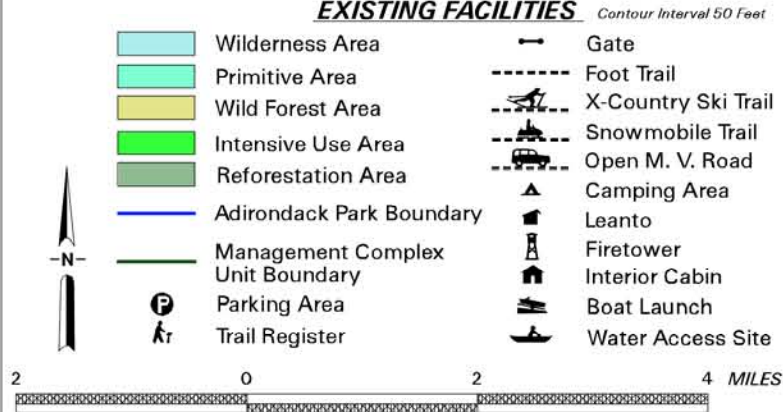 EXISTING FACILITIES Contour Interval 50 Feet
Wilderness Area
Primitive Area
Wild Forest Area
Intensive Use Area
Reforestation Area
Adirondack Park Boundary
Management Complex
Unit Boundary
P Parking Area
Trail Register
N
Gate
Foot Trail
X-Country Ski Trail
Snowmobile Trail
Open M. V. Road
Camping Area
Leanto
Firetower
Interior Cabin
Boat Launch
Water Access Site
2 0 2 4 MILES